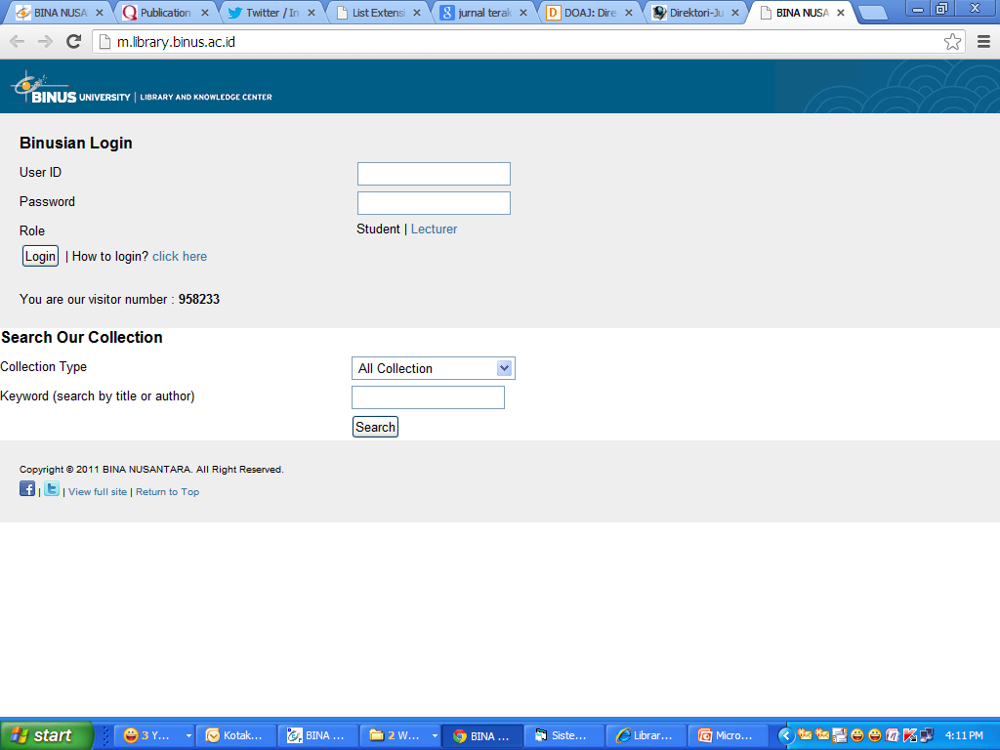 BINA NUSA
Publication
Twitter / In
List Extens
jurnal terak
DOAJ: Dire
Direktori-Ju
BINA NUSA
m.library.binus.ac.id
BINUS UNIVERSITY | LIBRARY AND KNOWLEDGE CENTER
Binusian Login
User ID
Password
Role Student | Lecturer
Login | How to login? click here
You are our visitor number : 958233
Search Our Collection
Collection Type All Collection
Keyword (search by title or author)
Search
Copyright © 2011 BINA NUSANTARA. All Right Reserved.
| | View full site | Return to Top
start 3 Y... Kotak... BINA ... 2 W... BINA ... Siste... Librar... Micro... 4:11 PM